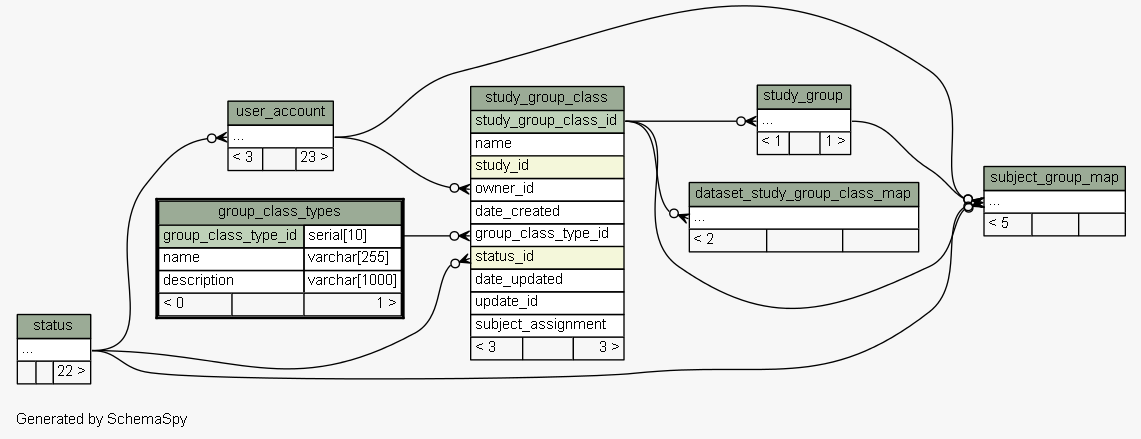 user_account
...
< 3 23 >
group_class_types
group_class_type_id serial[10]
name varchar[255]
description varchar[1000]
< 0 1 >
status
...
22 >
study_group_class
study_group_class_id
name
study_id
owner_id
date_created
group_class_type_id
status_id
date_updated
update_id
subject_assignment
< 3 3 >
study_group
...
< 1 1 >
dataset_study_group_class_map
...
< 2
subject_group_map
...
< 5
Generated by SchemaSpy